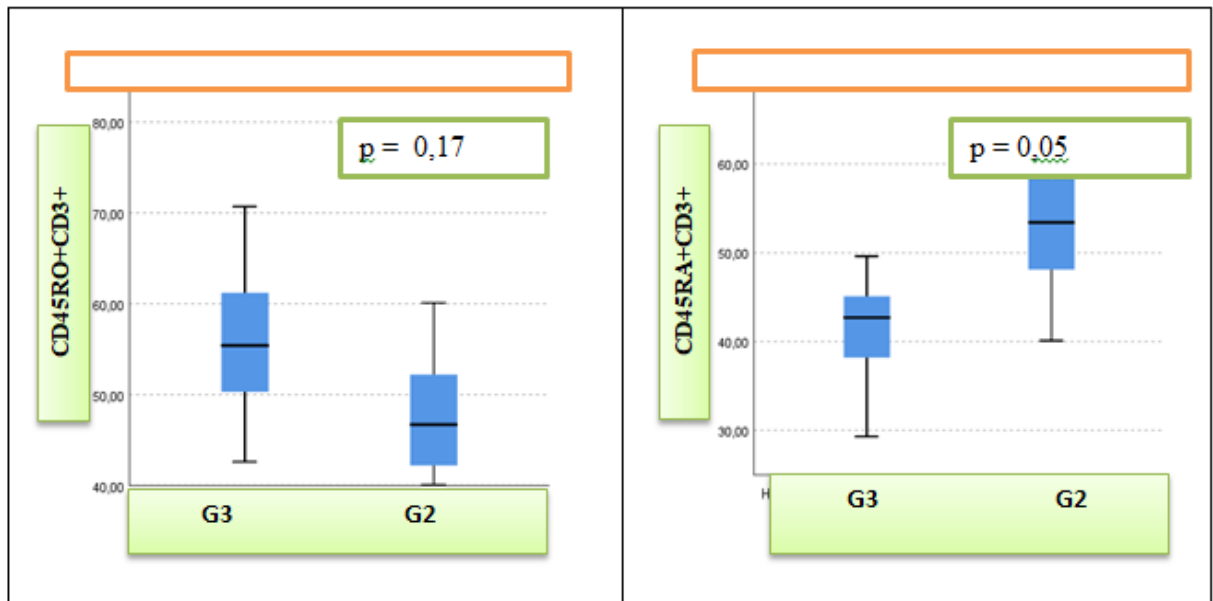 CD45RO+CD3+
p = 0,17
80,00
70,00
60,00
50,00
40,00
G3 G2
CD45RA+CD3+
p = 0,05
60,00
50,00
40,00
30,00
H
G3 G2